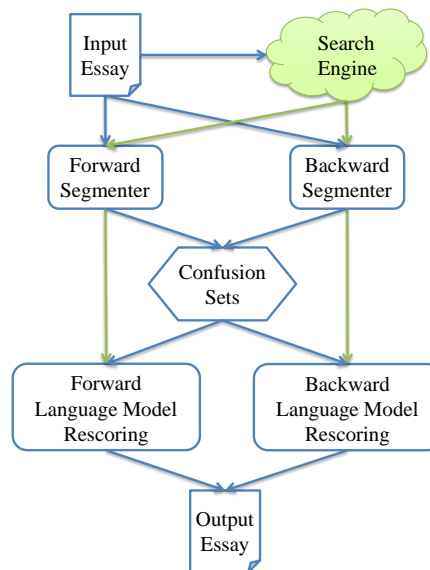 Input
Essay
Search
Engine
Forward
Segmenter
Backward
Segmenter
Confusion
Sets
Forward
Language Model
Rescoring
Backward
Language Model
Rescoring
Output
Essay